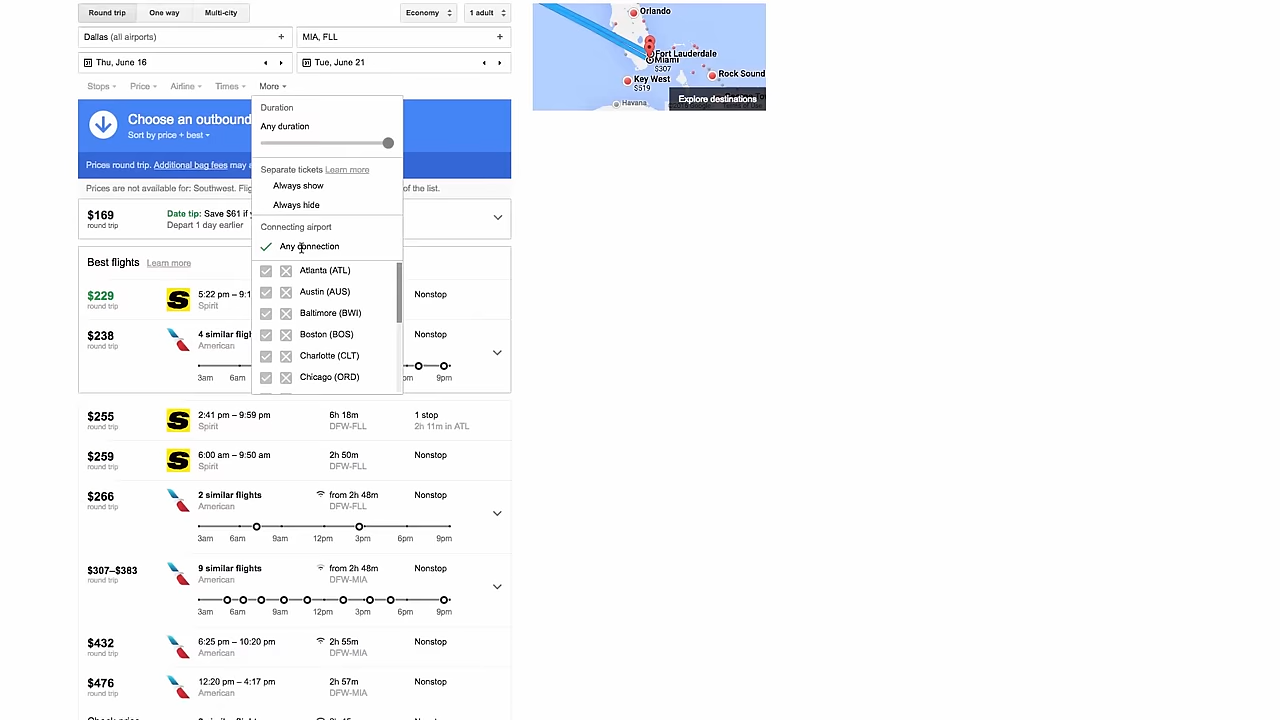 Round trip One way Multi-city Economy 1 adult
Dallas (all airports) + MIA, FLL +
Thu, June 16 Tue, June 21
Stops Price Airline Times More
Duration
Any duration
Separate tickets Learn more
Always show
Always hide
Connecting airport
Any connection
Atlanta (ATL)
Austin (AUS)
Baltimore (BWI)
Boston (BOS)
Charlotte (CLT)
Chicago (ORD)
Choose an outbound
Sort by price + best
Prices round trip. Additional bag fees may a
Prices are not available for: Southwest. of the list.
$169 Date tip: Save $61 if
round trip Depart 1 day earlier
Best flights Learn more
$229 5:22 pm – 9:1 Nonstop
round trip Spirit
$238 4 similar Nonstop
round trip American
3am 6am pm 9pm
$255 2:41 pm – 9:59 pm 6h 18m 1 stop
round trip Spirit DFW-FLL 2h 11m in ATL
$259 6:00 am – 9:50 am 2h 50m Nonstop
round trip Spirit DFW-FLL
$266 2 similar flights from 2h 48m Nonstop
round trip American DFW-FLL
3am 6am 9am 12pm 3pm 6pm 9pm
$307–$383 9 similar flights from 2h 48m Nonstop
round trip American DFW-MIA
3am 6am 9am 12pm 3pm 6pm 9pm
$432 6:25 pm – 10:20 pm 2h 55m Nonstop
round trip American DFW-MIA
$476 12:20 pm – 4:17 pm 2h 57m Nonstop
round trip American DFW-MIA
Orlando
Fort Lauderdale
Miami
$307
Key West
$519
Rock Sound
Havana
Explore destinations